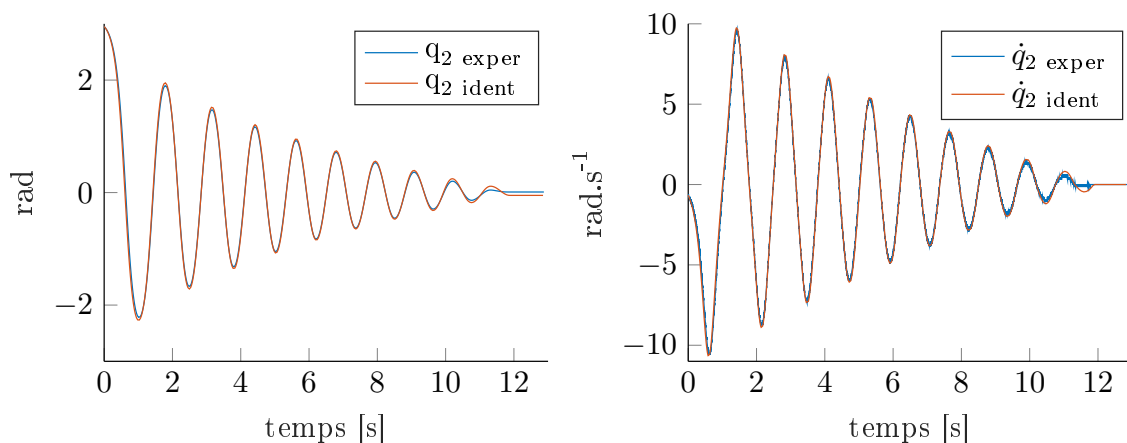 2
0
−2
rad
0 2 4 6 8 10 12
temps [s]
q2 exper
q2 ident
10
5
0
−5
−10
rad.s-1
0 2 4 6 8 10 12
temps [s]
q̇2 exper
q̇2 ident